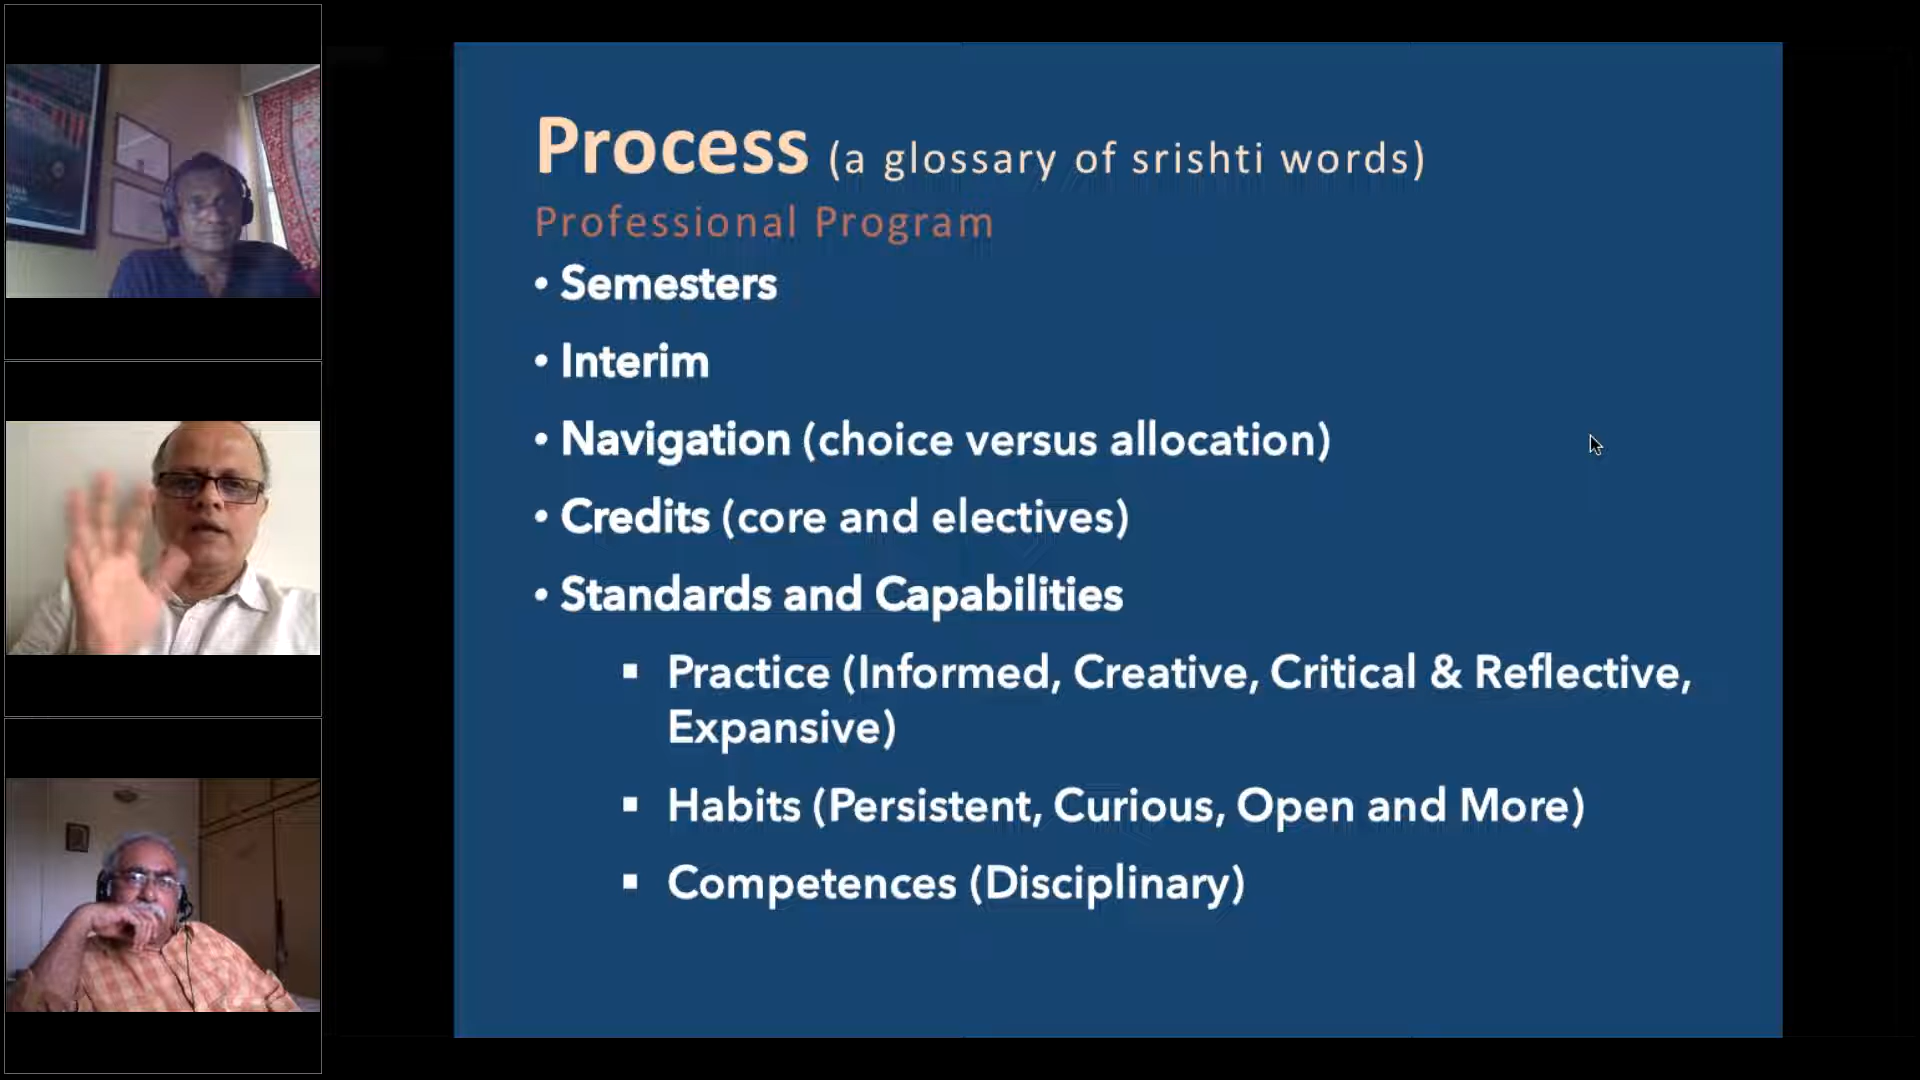 Process (a glossary of srishti words)
Professional Program
• Semesters
• Interim
• Navigation (choice versus allocation)
• Credits (core and electives)
• Standards and Capabilities
▪ Practice (Informed, Creative, Critical & Reflective,
Expansive)
▪ Habits (Persistent, Curious, Open and More)
▪ Competences (Disciplinary)